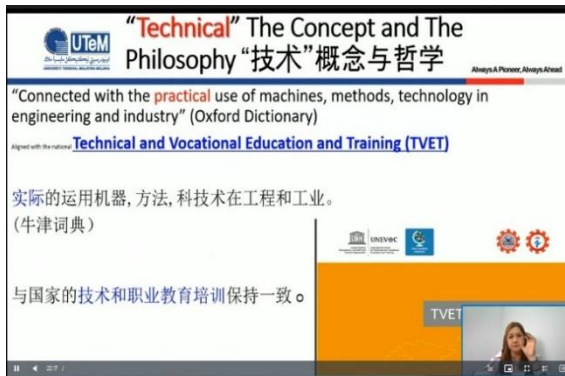 UTeM
"Technical" The Concept and The
Philosophy "技术"概念与哲学
Always A Pioneer, Always Ahead
"Connected with the practical use of machines, methods, technology in
engineering and industry" (Oxford Dictionary)
Aligned with the national Technical and Vocational Education and Training (TVET)
实际的运用机器, 方法, 科技术在工程和工业。
(牛津词典)
UNEVOC
与国家的技术和职业教育培训保持一致。
TVET